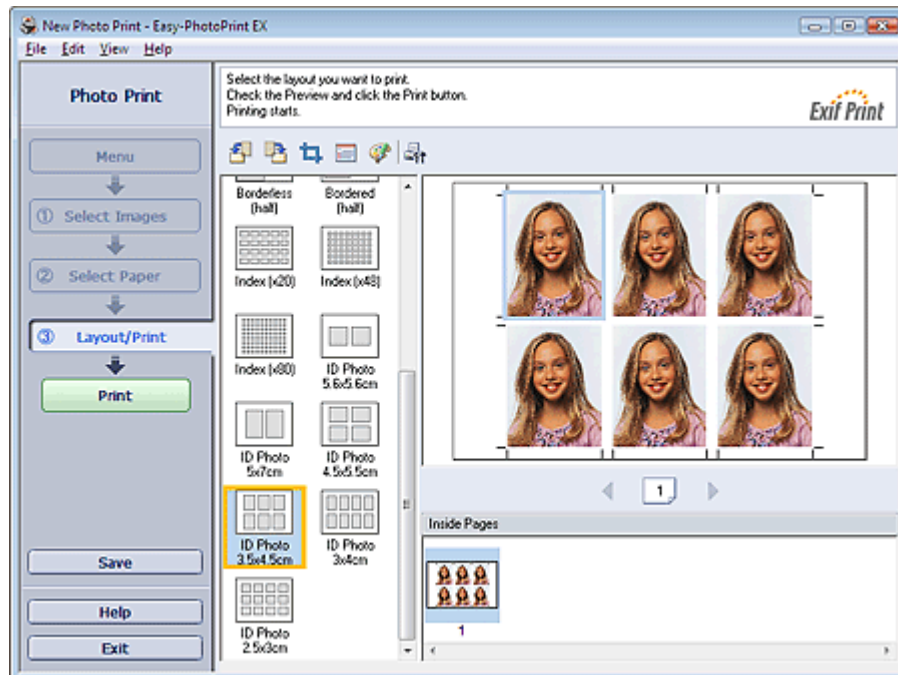 New Photo Print - Easy-PhotoPrint EX
File Edit View Help
Photo Print
Select the layout you want to print.
Check the Preview and click the Print button.
Printing starts.
Exif Print
Menu
① Select Images
② Select Paper
③ Layout/Print
Print
Save
Help
Exit
Borderless
(half)
Bordered
(half)
Index (x20)
Index (x48)
Index (x80)
ID Photo
5.6x5.6cm
ID Photo
5x7cm
ID Photo
4.5x5.5cm
ID Photo
3.5x4.5cm
ID Photo
3x4cm
ID Photo
2.5x3cm
1
Inside Pages
1